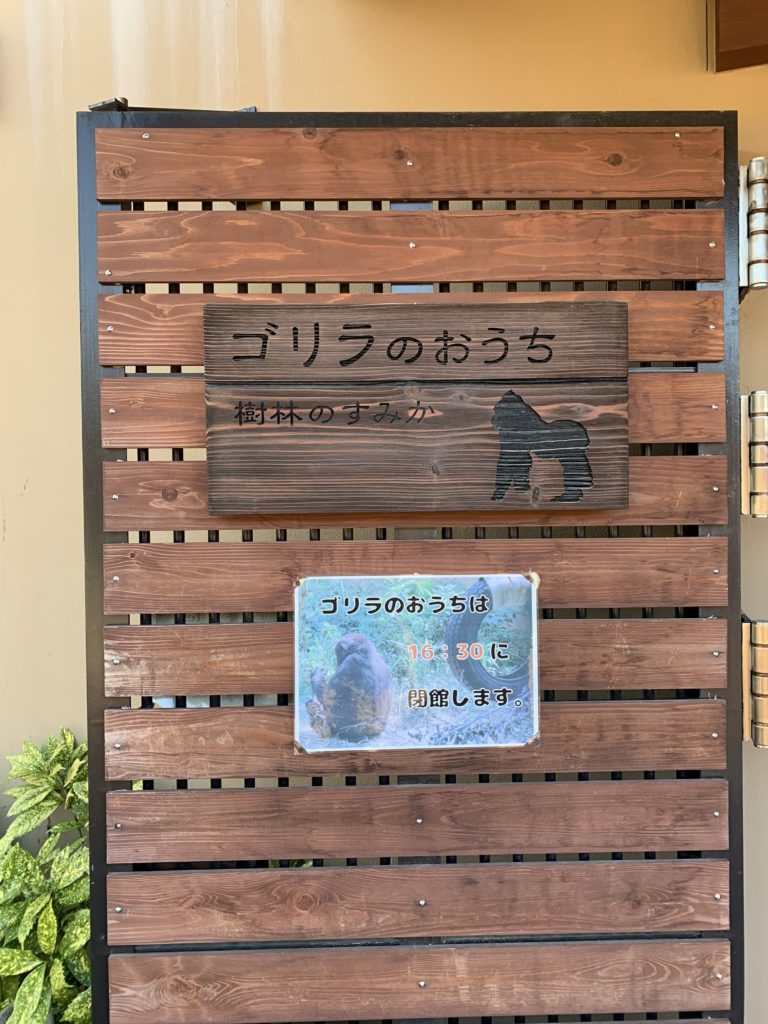 ゴリラのおうち
樹林のすみか
ゴリラのおうちは
16：30に
閉館します。